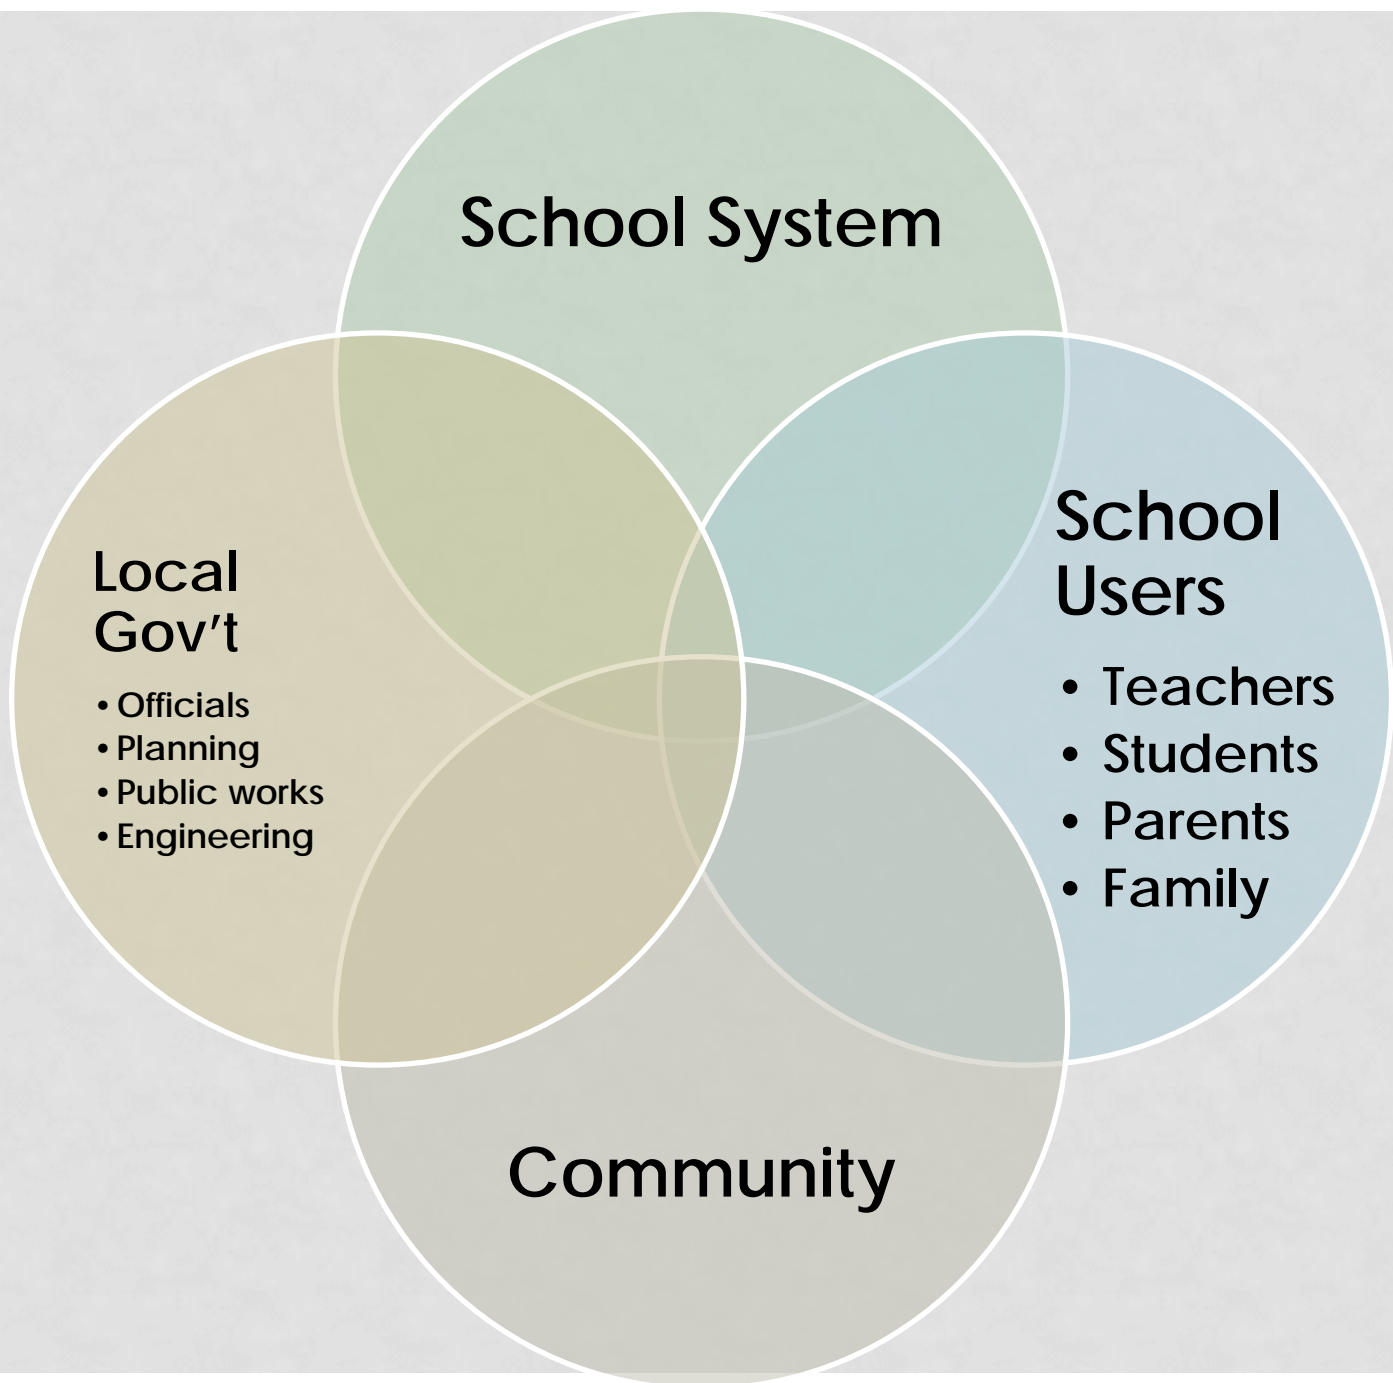 School System
Local
Gov’t
• Officials
• Planning
• Public works
• Engineering
School
Users
• Teachers
• Students
• Parents
• Family
Community